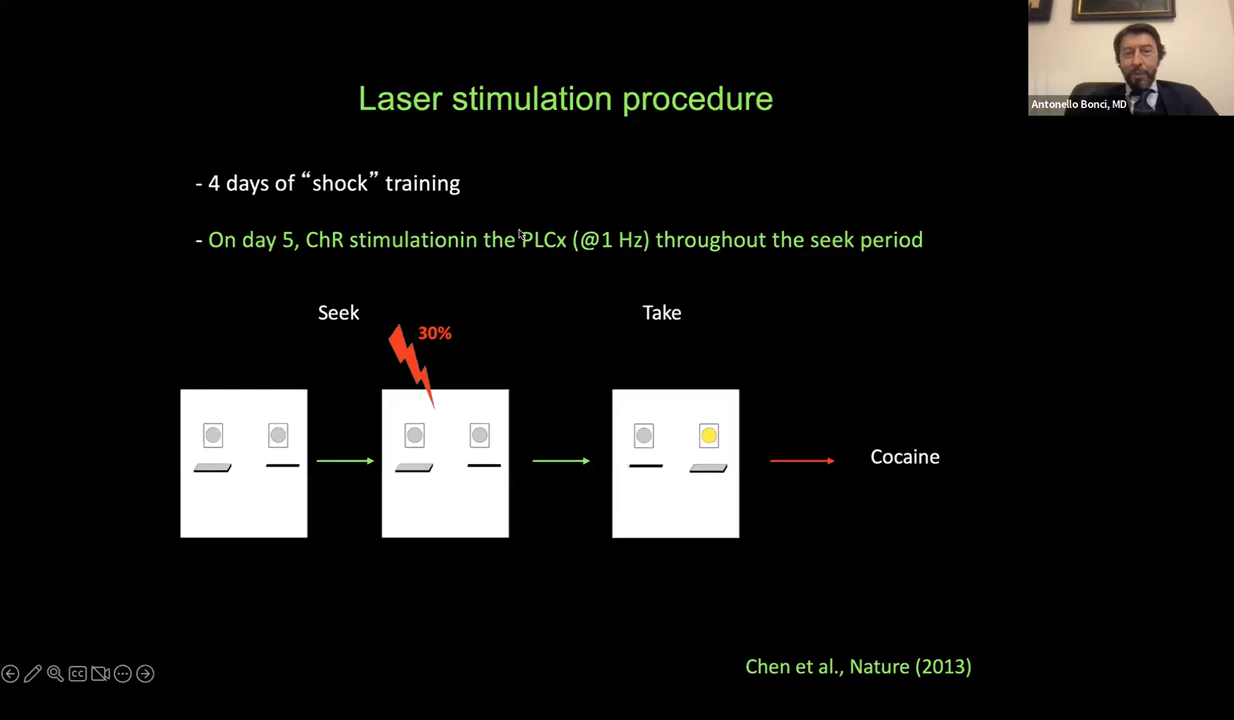 Antonello Bonci, MD
Laser stimulation procedure
- 4 days of “shock” training
- On day 5, ChR stimulationin the PLCx (@1 Hz) throughout the seek period
Seek
Take
30%
Cocaine
Chen et al., Nature (2013)
CC